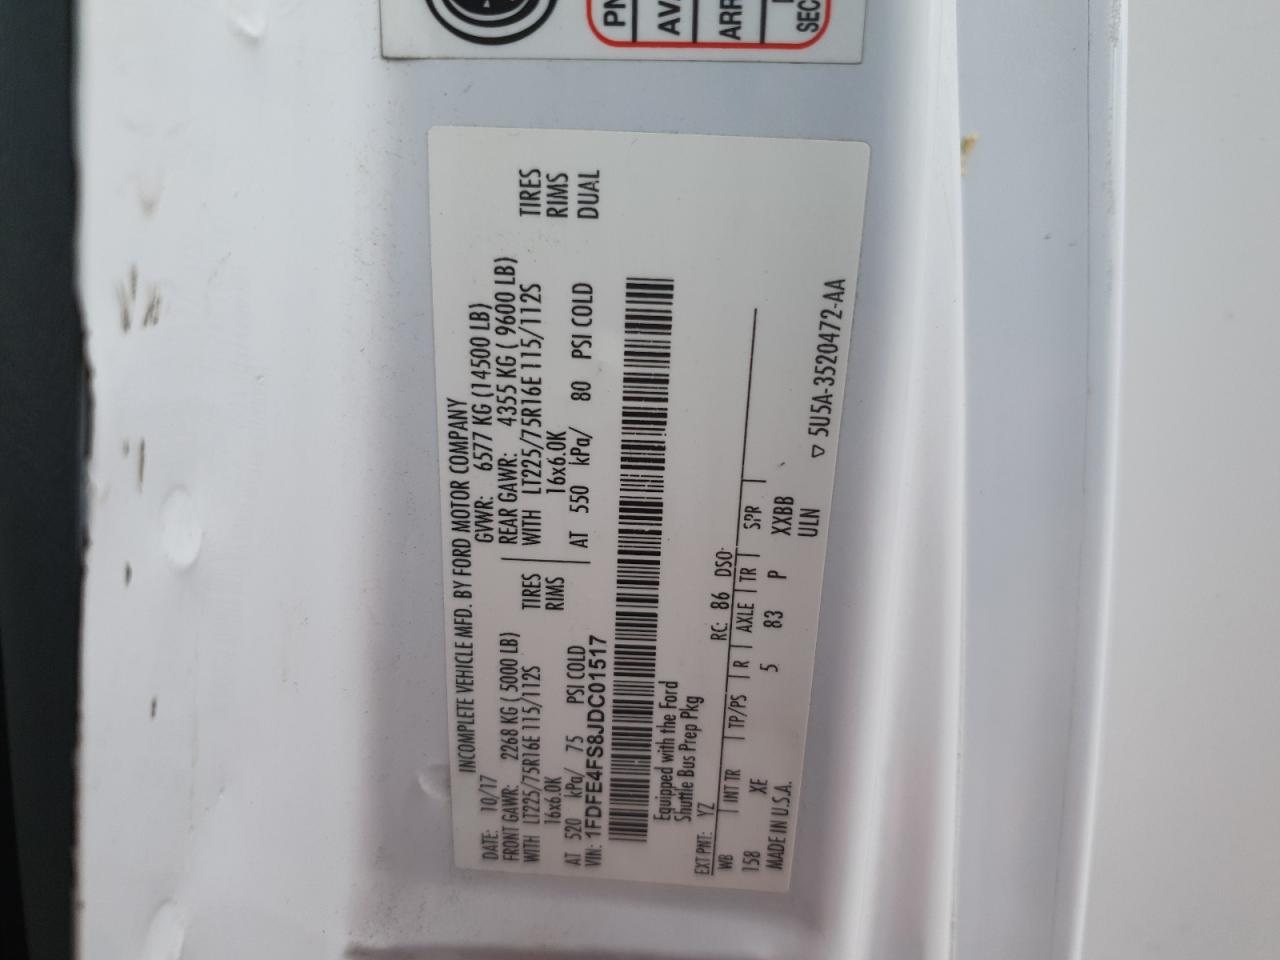 PN
AV
ARR
SEC
INCOMPLETE VEHICLE MFD. BY FORD MOTOR COMPANY
DATE: 10/17 GVWR: 6577 KG (14500 LB)
FRONT GAWR: 2268 KG ( 5000 LB) REAR GAWR: 4355 KG ( 9600 LB)
WITH LT225/75R16E 115/112S TIRES WITH LT225/75R16E 115/112S TIRES
16x6.0K RIMS 16x6.0K RIMS
AT 520 kPa/ 75 PSI COLD AT 550 kPa/ 80 PSI COLD DUAL
VIN: 1FDFE4FS8JDC01517
Equipped with the Ford
Shuttle Bus Prep Pkg
EXT PNT: YZ RC: 86 DSO:
WB INT TR TP/PS R AXLE TR SPR
158 XE 5 83 P XXBB
MADE IN U.S.A. ULN
▽ 5U5A-3520472-AA